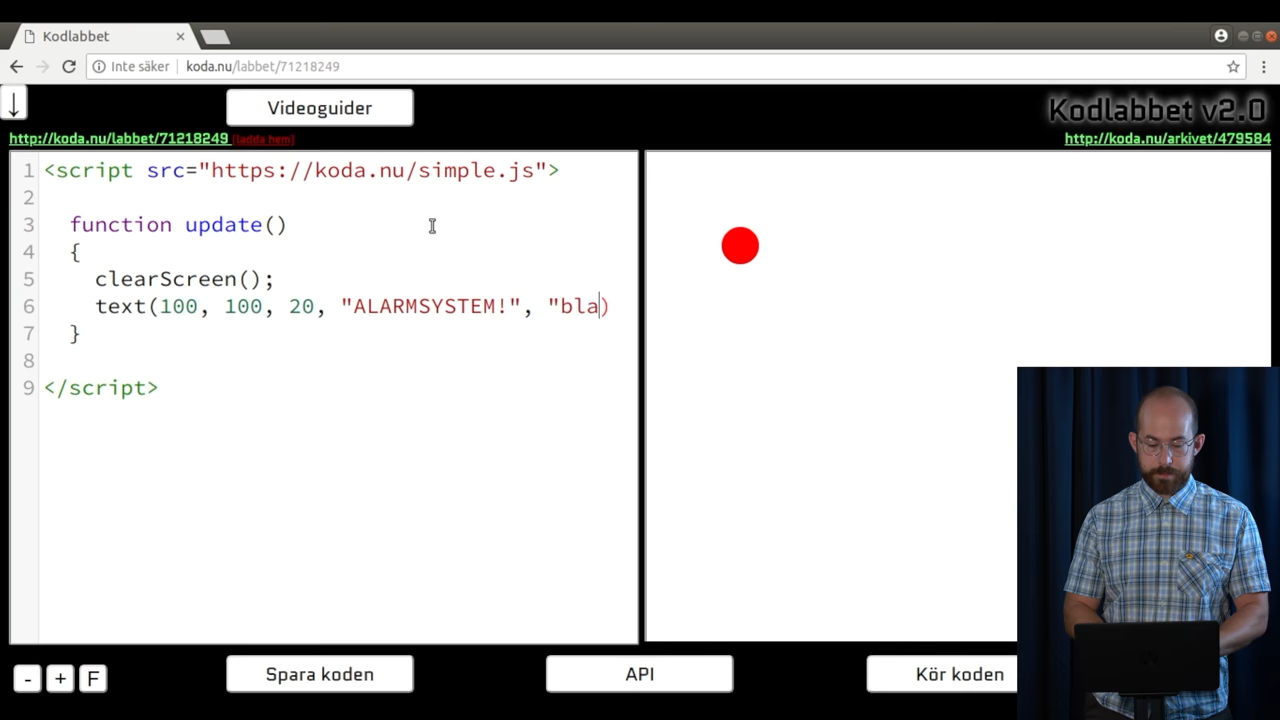 Kodlabbet
Inte säker koda.nu/labbet/71218249
↓ Videoguider
Kodlabbet v2.0
http://koda.nu/labbet/71218249 (ladda hem)
http://koda.nu/arkivet/479584
1 <script src="https://koda.nu/simple.js">
2
3 function update()
4 {
5 clearScreen();
6 text(100, 100, 20, "ALARMSYSTEM!", "bla)
7 }
8
9 </script>
- + F Spara koden API Kör koden